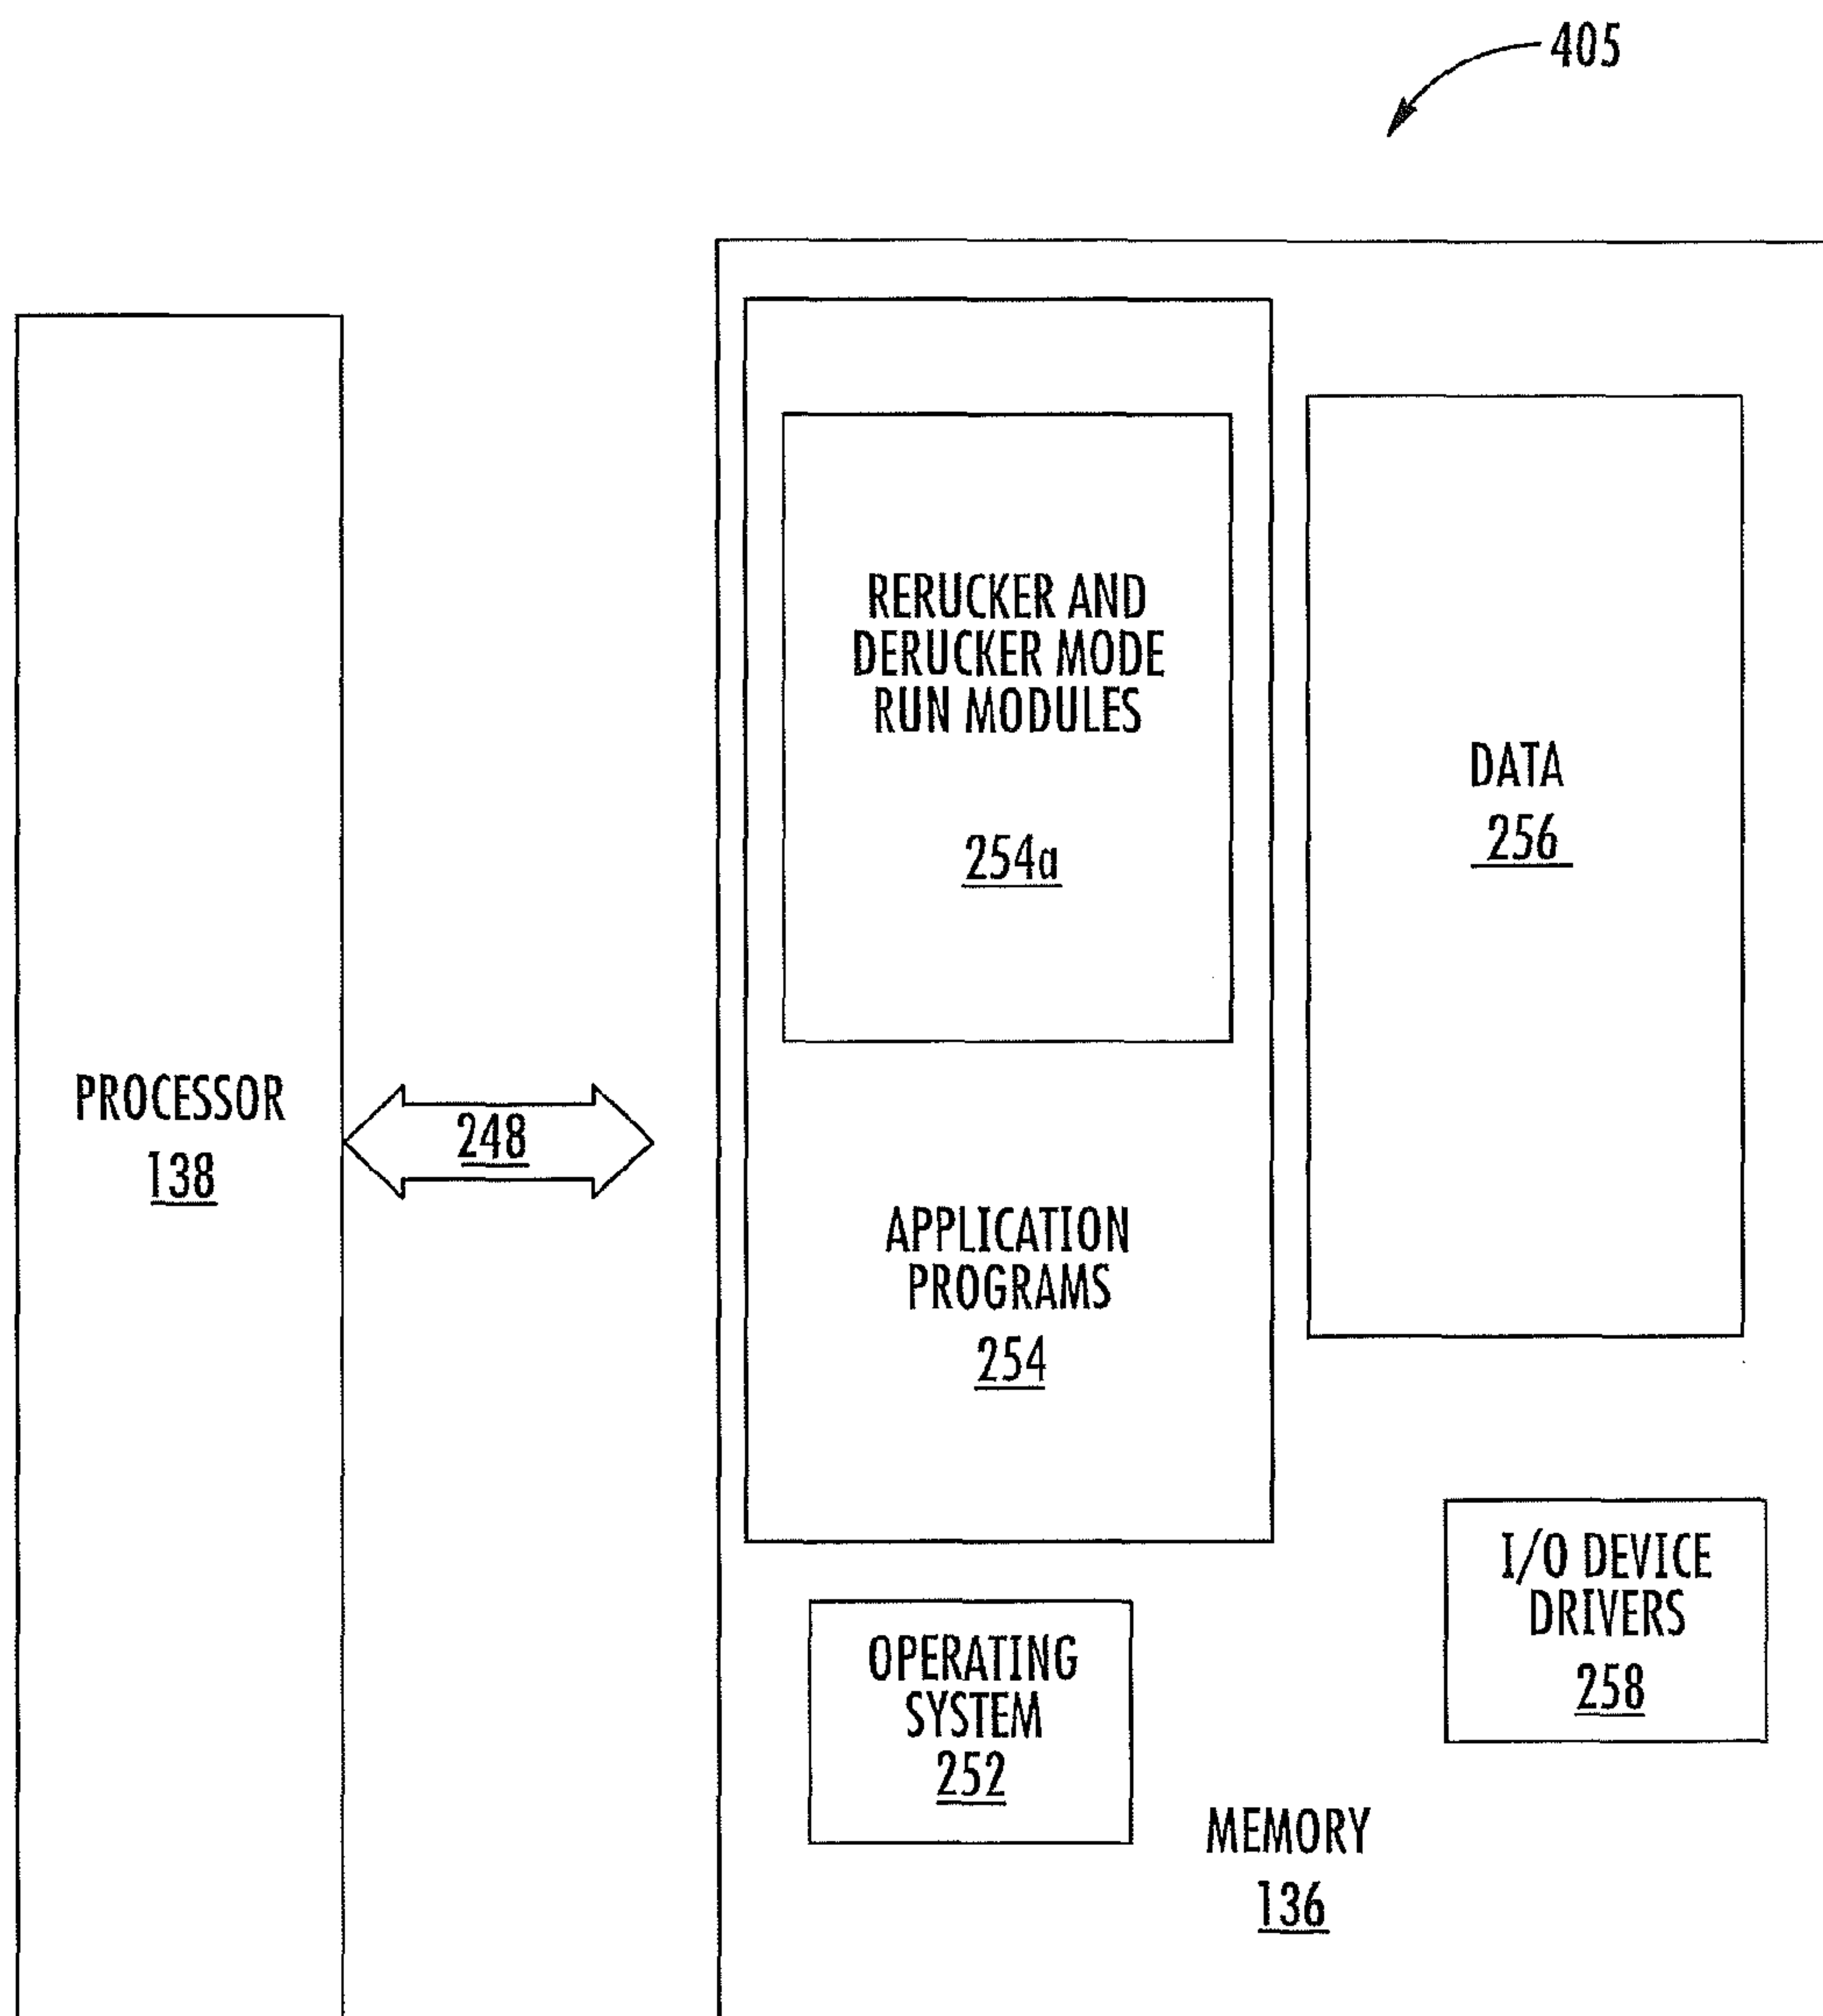 405
RERUCKER AND
DERUCKER MODE
RUN MODULES
254a
DATA
256
PROCESSOR
138
248
APPLICATION
PROGRAMS
254
I/O DEVICE
DRIVERS
258
OPERATING
SYSTEM
252
MEMORY
136